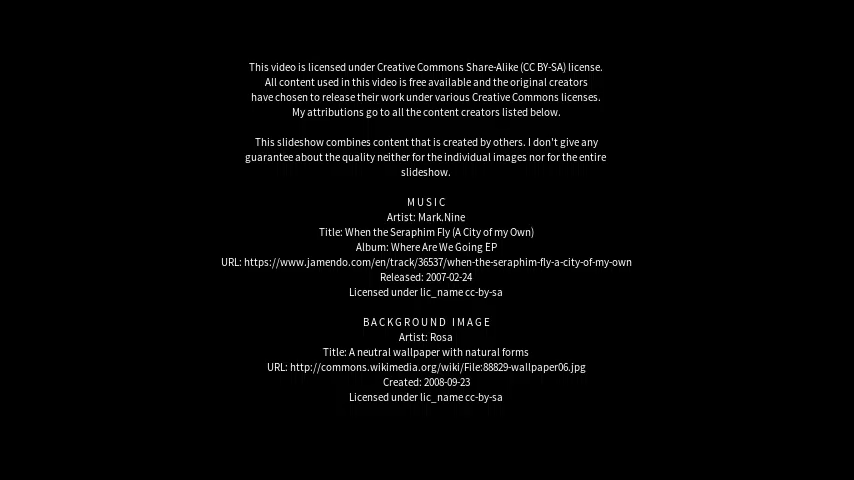 This video is licensed under Creative Commons Share-Alike (CC BY-SA) license.
All content used in this video is free available and the original creators
have chosen to release their work under various Creative Commons licenses.
My attributions go to all the content creators listed below.
This slideshow combines content that is created by others. I don't give any
guarantee about the quality neither for the individual images nor for the entire
slideshow.
MUSIC
Artist: Mark.Nine
Title: When the Seraphim Fly (A City of my Own)
Album: Where Are We Going EP
URL: https://www.jamendo.com/en/track/36537/when-the-seraphim-fly-a-city-of-my-own
Released: 2007-02-24
Licensed under lic_name cc-by-sa
BACKGROUND IMAGE
Artist: Rosa
Title: A neutral wallpaper with natural forms
URL: http://commons.wikimedia.org/wiki/File:88829-wallpaper06.jpg
Created: 2008-09-23
Licensed under lic_name cc-by-sa